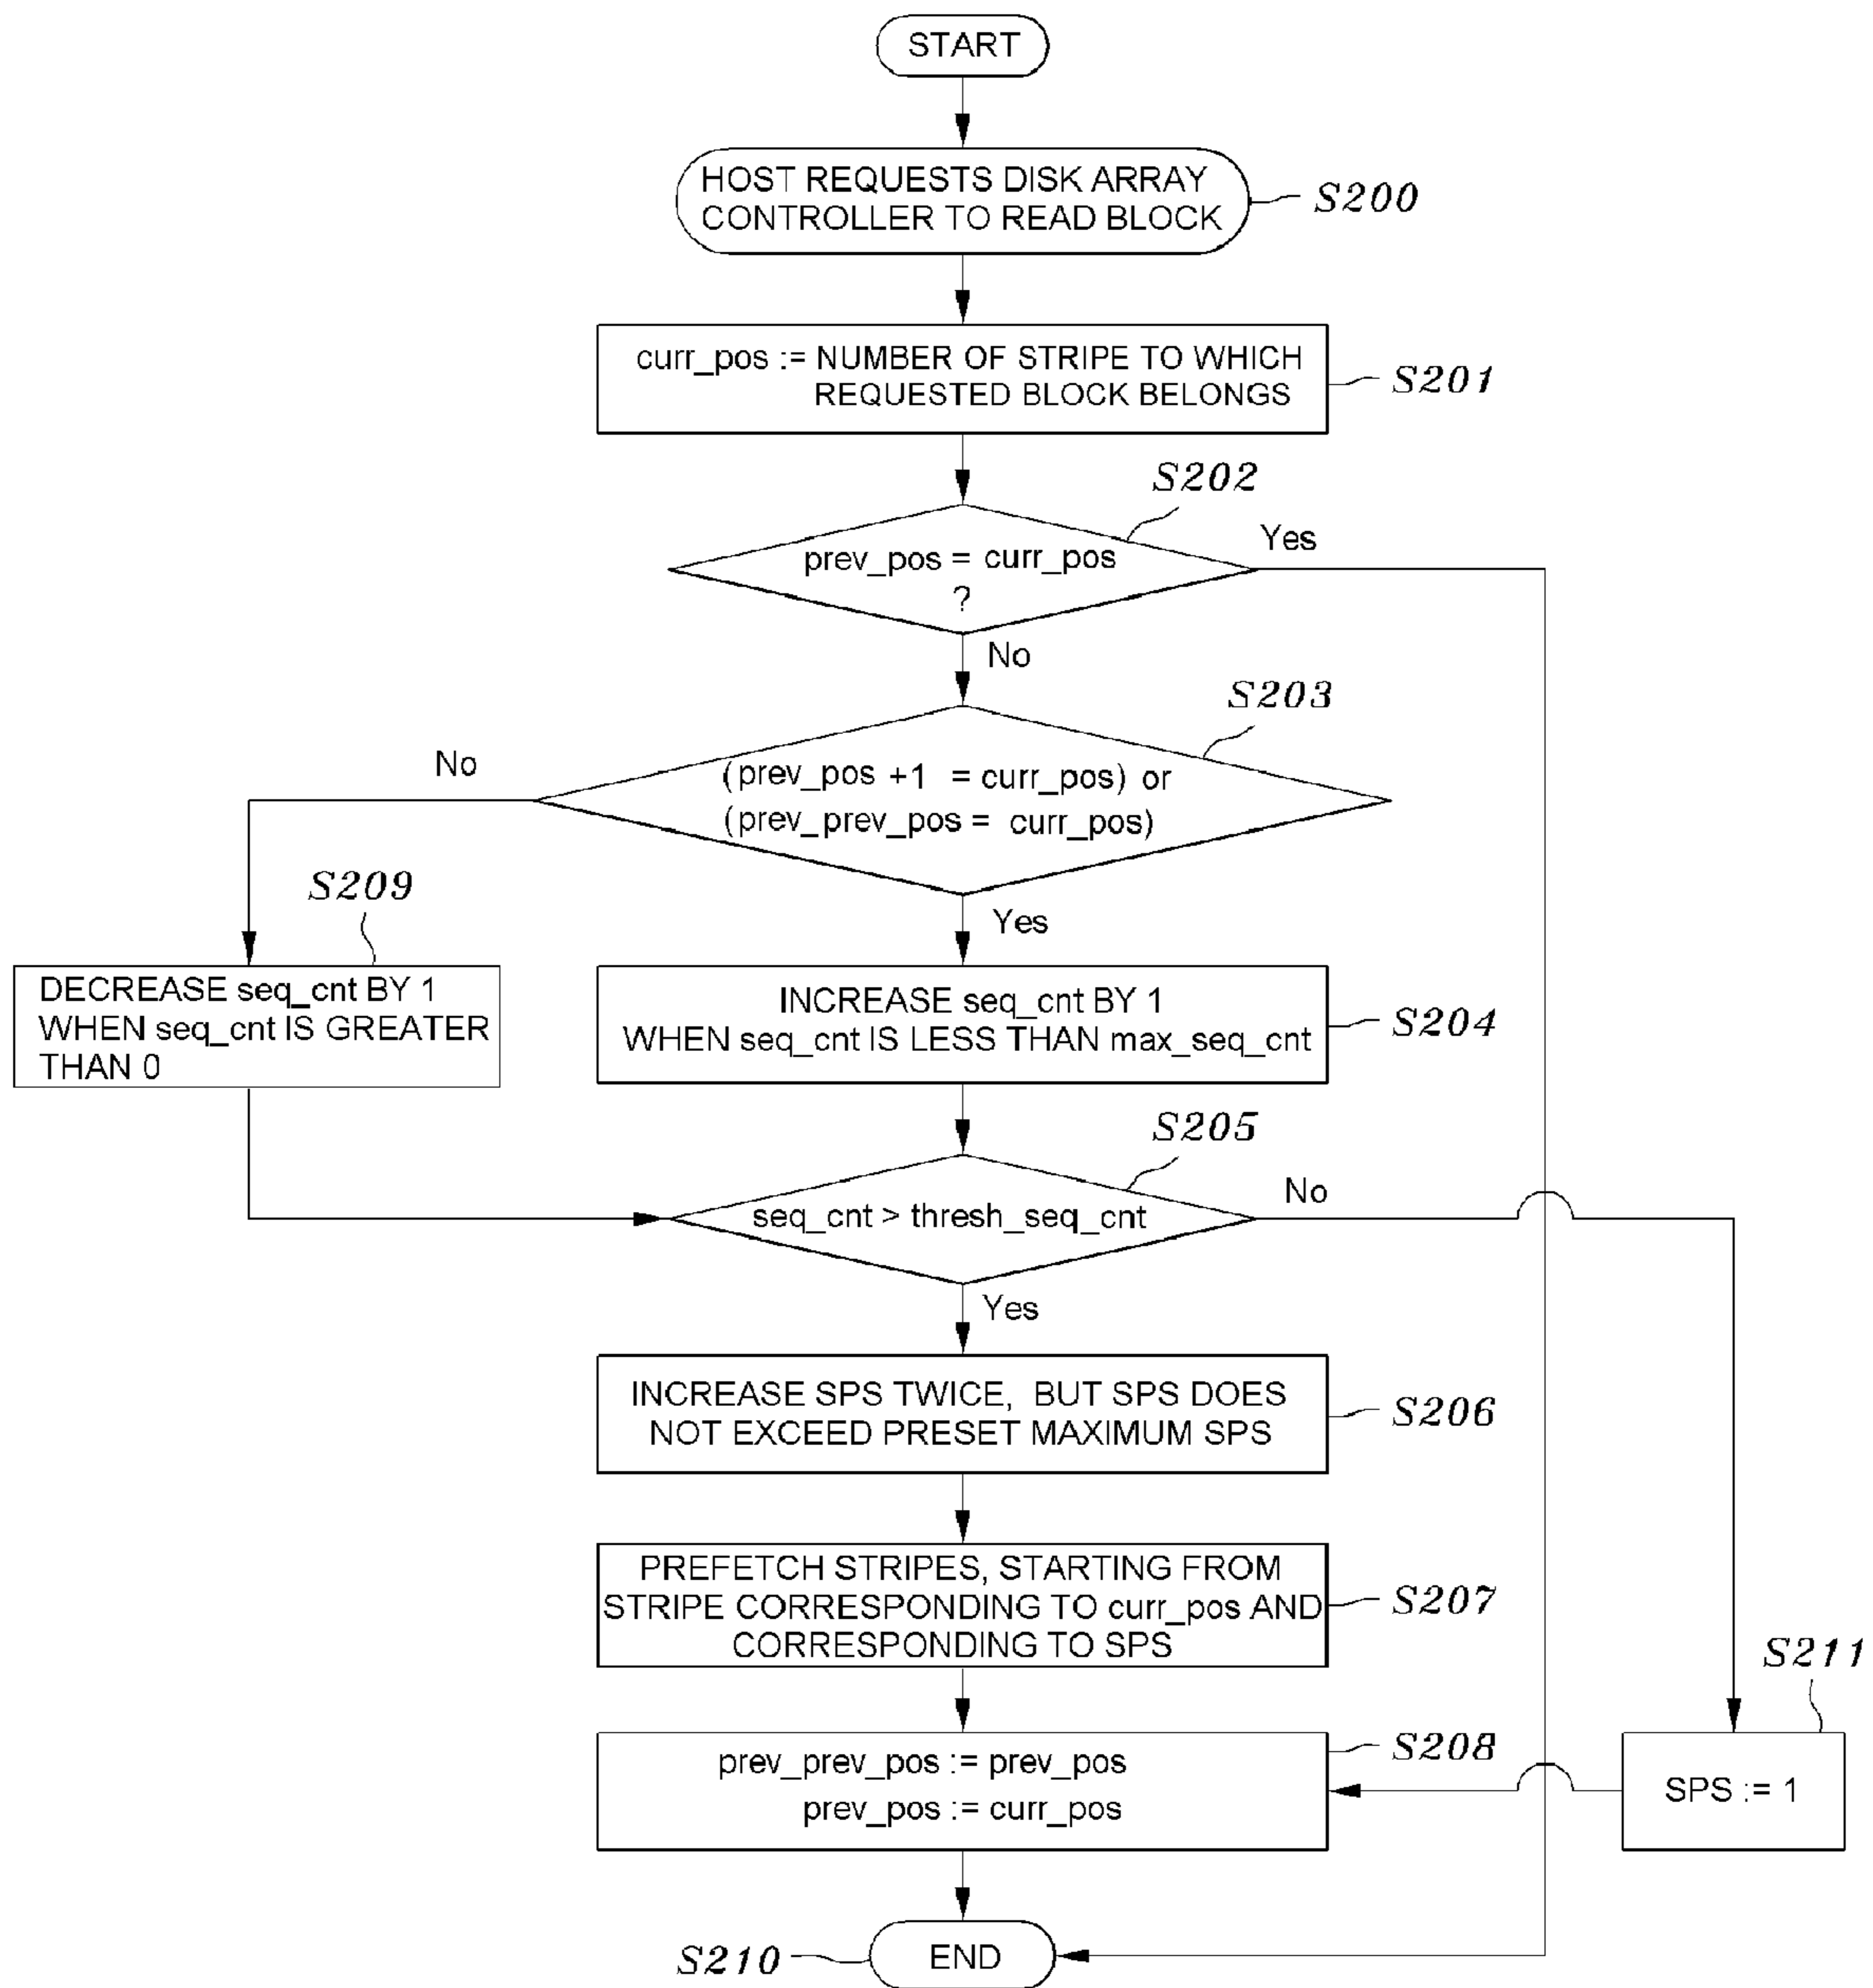 START
HOST REQUESTS DISK ARRAY
CONTROLLER TO READ BLOCK
S200
curr_pos := NUMBER OF STRIPE TO WHICH
REQUESTED BLOCK BELONGS
S201
S202
prev_pos = curr_pos
?
Yes
No
S203
(prev_pos +1 = curr_pos) or
(prev_prev_pos = curr_pos)
No
Yes
S209
DECREASE seq_cnt BY 1
WHEN seq_cnt IS GREATER
THAN 0
INCREASE seq_cnt BY 1
WHEN seq_cnt IS LESS THAN max_seq_cnt
S204
S205
seq_cnt > thresh_seq_cnt
No
Yes
INCREASE SPS TWICE, BUT SPS DOES
NOT EXCEED PRESET MAXIMUM SPS
S206
PREFETCH STRIPES, STARTING FROM
STRIPE CORRESPONDING TO curr_pos AND
CORRESPONDING TO SPS
S207
S211
prev_prev_pos := prev_pos
prev_pos := curr_pos
S208
SPS := 1
S210
END